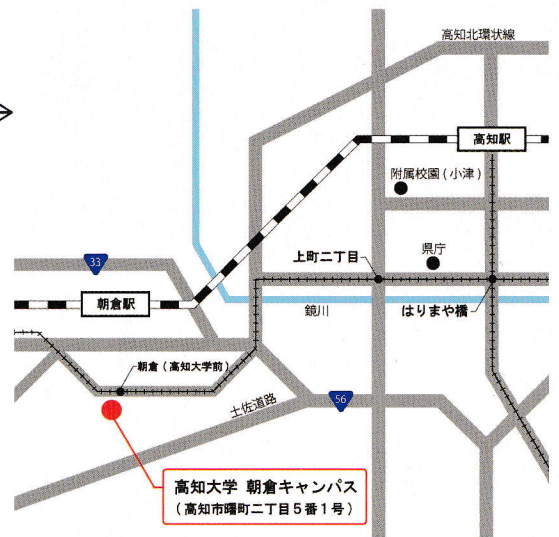 高知北環状線
高知駅
附属校園(小津)
県庁
上町二丁目
33
朝倉駅
鏡川
はりまや橋
朝倉(高知大学前)
土佐道路
56
高知大学 朝倉キャンパス
(高知市曙町二丁目5番1号)